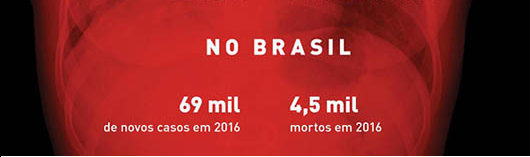 NO BRASIL
69 mil
de novos casos em 2016
4,5 mil
mortos em 2016